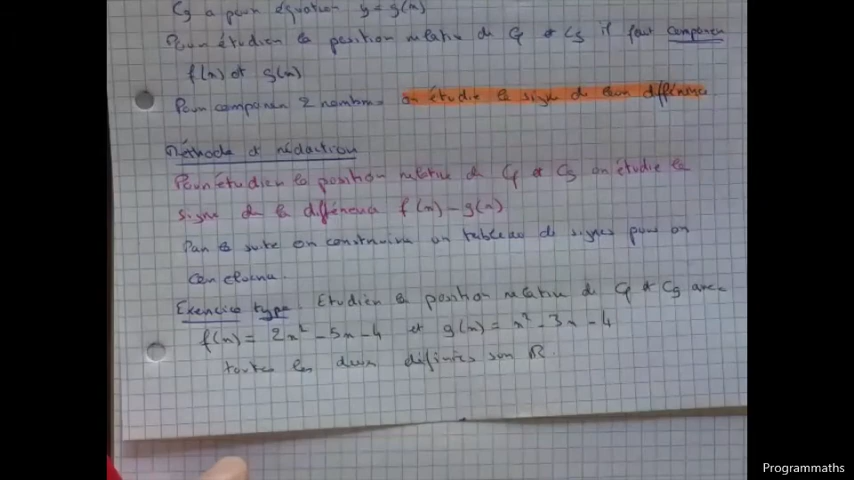 Cg a pour équation y = g(x)
Pour étudier la position relative de Cf et Cg il faut comparer
f(x) et g(x)
Pour comparer 2 nombres on étudie le signe de leur différence.
Méthode et rédaction
Pour étudier la position relative de Cf et Cg on étudie le
signe de la différence f(x) - g(x)
Par la suite on construira un tableau de signes puis on
conclura.
Exercice type. Etudier la position relative de Cf et Cg avec
f(x) = 2x² - 5x - 4 et g(x) = x² - 3x - 4
toutes les deux définies sur R.
Programmaths